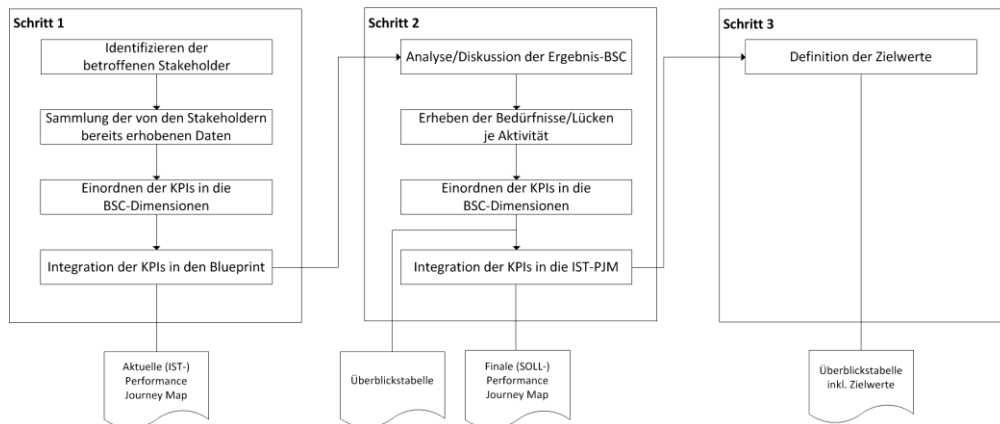 Schritt 1
Identifizieren der
betroffenen Stakeholder
Sammlung der von den Stakeholdern
bereits erhobenen Daten
Einordnen der KPIs in die
BSC-Dimensionen
Integration der KPIs in den Blueprint
Aktuelle (IST-)
Performance
Journey Map
Schritt 2
Analyse/Diskussion der Ergebnis-BSC
Erheben der Bedürfnisse/Lücken
je Aktivität
Einordnen der KPIs in die
BSC-Dimensionen
Integration der KPIs in die IST-PJM
Überblickstabelle
Finale (SOLL-)
Performance
Journey Map
Schritt 3
Definition der Zielwerte
Überblickstabelle
inkl. Zielwerte